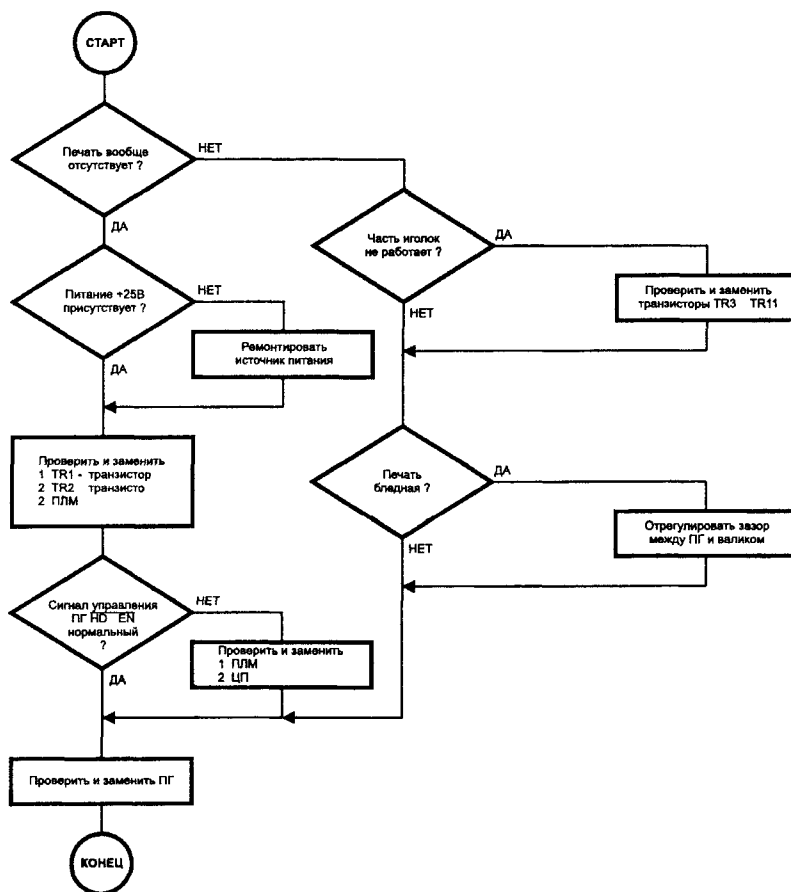 СТАРТ
Печать вообще
отсутствует ?
НЕТ
ДА
Часть иголок
не работает ?
ДА
НЕТ
Проверить и заменить
транзисторы TR3 TR11
Питание +25В
присутствует ?
НЕТ
ДА
Ремонтировать
источник питания
Проверить и заменить
1 TR1 - транзистор
2 TR2 транзисто
2 ПЛМ
Печать
бледная ?
ДА
НЕТ
Отрегулировать зазор
между ПГ и валиком
Сигнал управления
ПГ HD EN
нормальный
?
НЕТ
ДА
Проверить и заменить
1 ПЛМ
2 ЦП
Проверить и заменить ПГ
КОНЕЦ